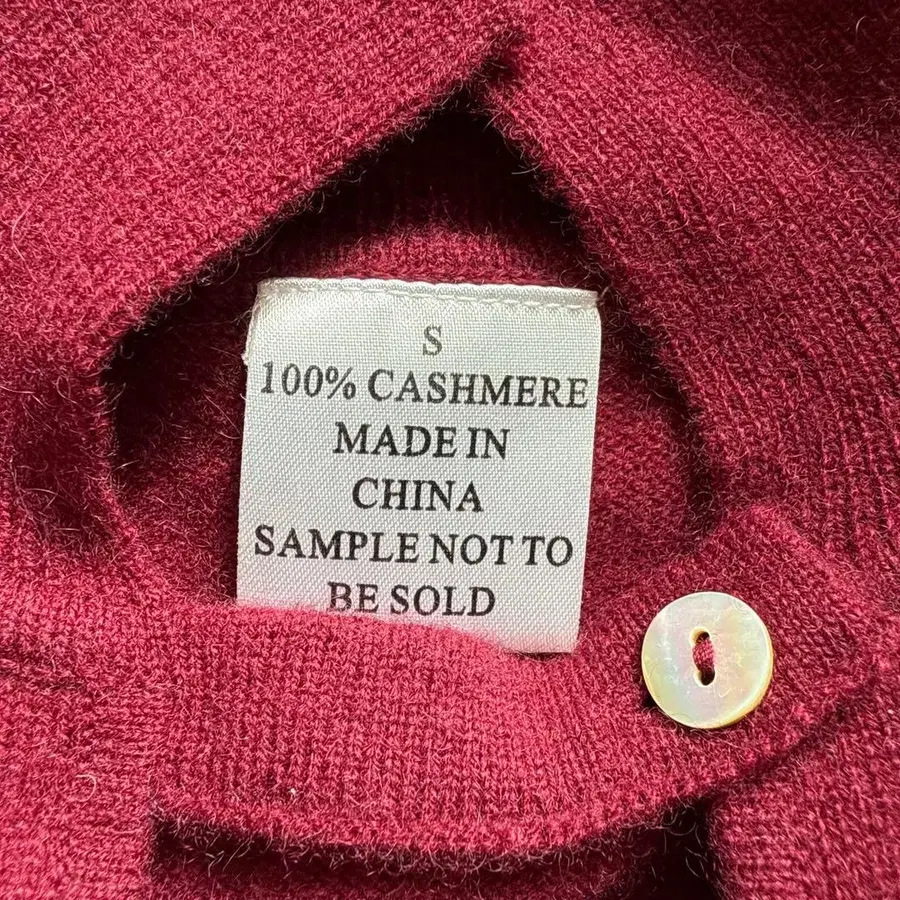 S
100% CASHMERE
MADE IN
CHINA
SAMPLE NOT TO
BE SOLD